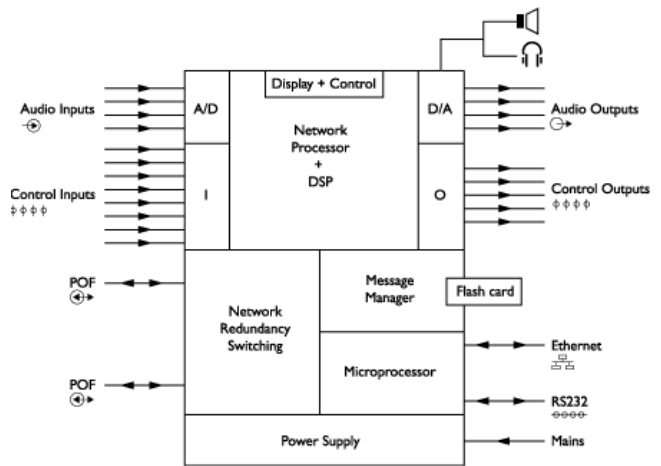 Display + Control
Audio Inputs
A/D
D/A
Audio Outputs
Network
Processor
+
DSP
Control Inputs
I
O
Control Outputs
POF
Message
Manager
Flash card
Network
Redundancy
Switching
Ethernet
Microprocessor
POF
RS232
Power Supply
Mains